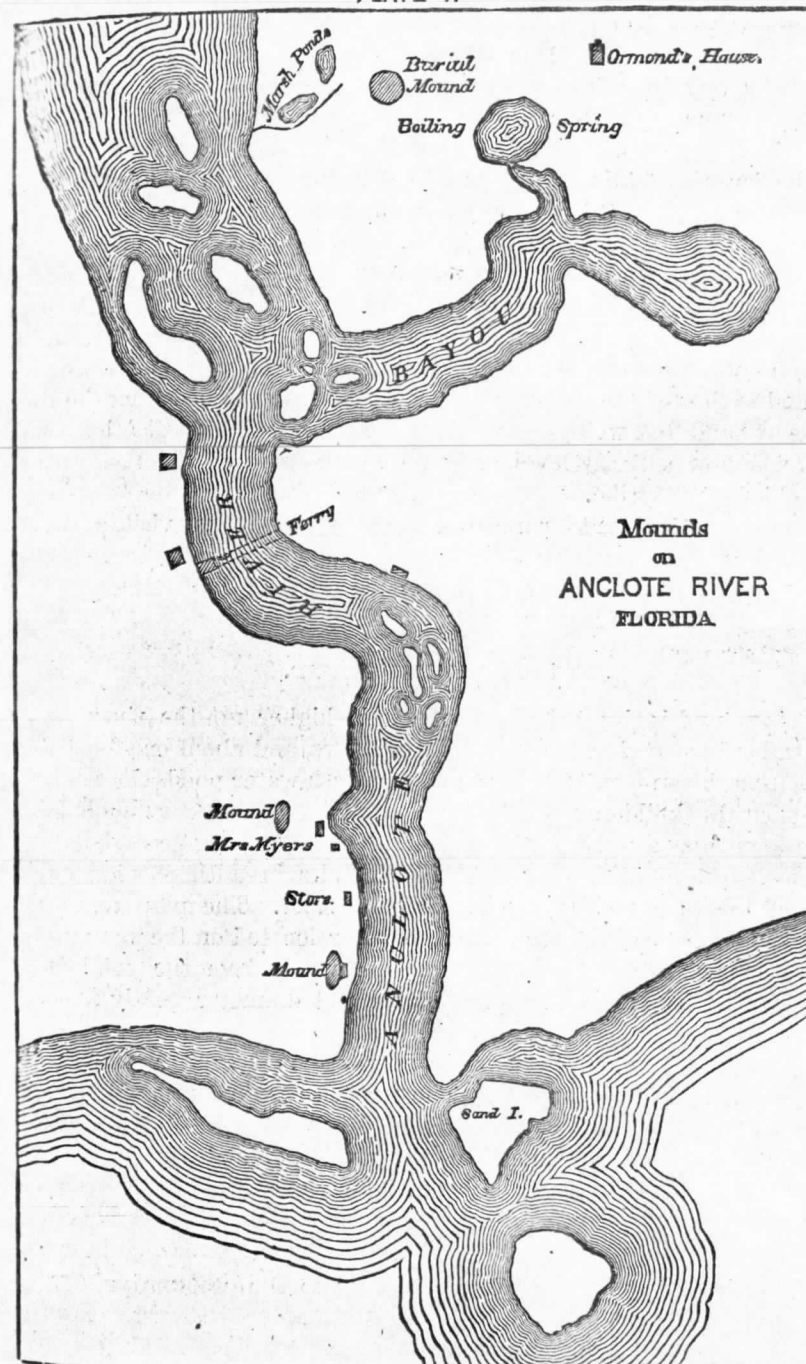 Marsh Ponds
Burial
Mound
Ormond's House.
Boiling Spring
BAYOU
RIVER
Ferry
Mounds
on
ANCLOTE RIVER
FLORIDA
Mound
Mrs Myers
Store.
Mound
ANCLOTE
Sand I.